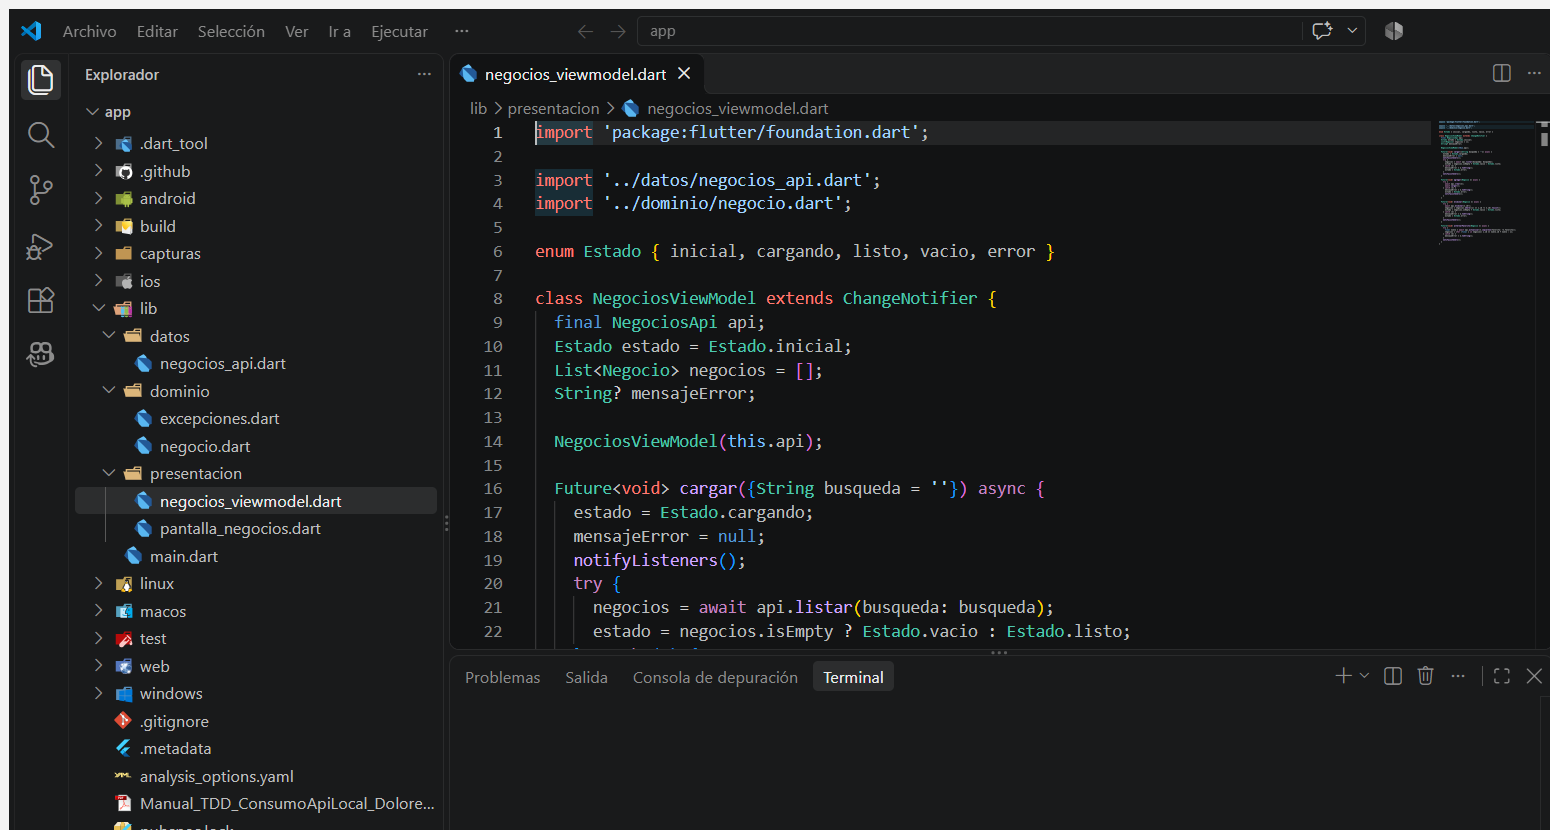 Archivo Editar Selección Ver Ir a Ejecutar ··· app
Explorador ···
app
.dart_tool
.github
android
build
capturas
ios
lib
datos
negocios_api.dart
dominio
excepciones.dart
negocio.dart
presentacion
negocios_viewmodel.dart
pantalla_negocios.dart
main.dart
linux
macos
test
web
windows
.gitignore
.metadata
analysis_options.yaml
Manual_TDD_ConsumoApiLocal_Dolore...
negocios_viewmodel.dart
lib > presentacion > negocios_viewmodel.dart
1 import 'package:flutter/foundation.dart';
2
3 import '../datos/negocios_api.dart';
4 import '../dominio/negocio.dart';
5
6 enum Estado { inicial, cargando, listo, vacio, error }
7
8 class NegociosViewModel extends ChangeNotifier {
9 final NegociosApi api;
10 Estado estado = Estado.inicial;
11 List<Negocio> negocios = [];
12 String? mensajeError;
13
14 NegociosViewModel(this.api);
15
16 Future<void> cargar({String busqueda = ''}) async {
17 estado = Estado.cargando;
18 mensajeError = null;
19 notifyListeners();
20 try {
21 negocios = await api.listar(busqueda: busqueda);
22 estado = negocios.isEmpty ? Estado.vacio : Estado.listo;
Problemas Salida Consola de depuración Terminal